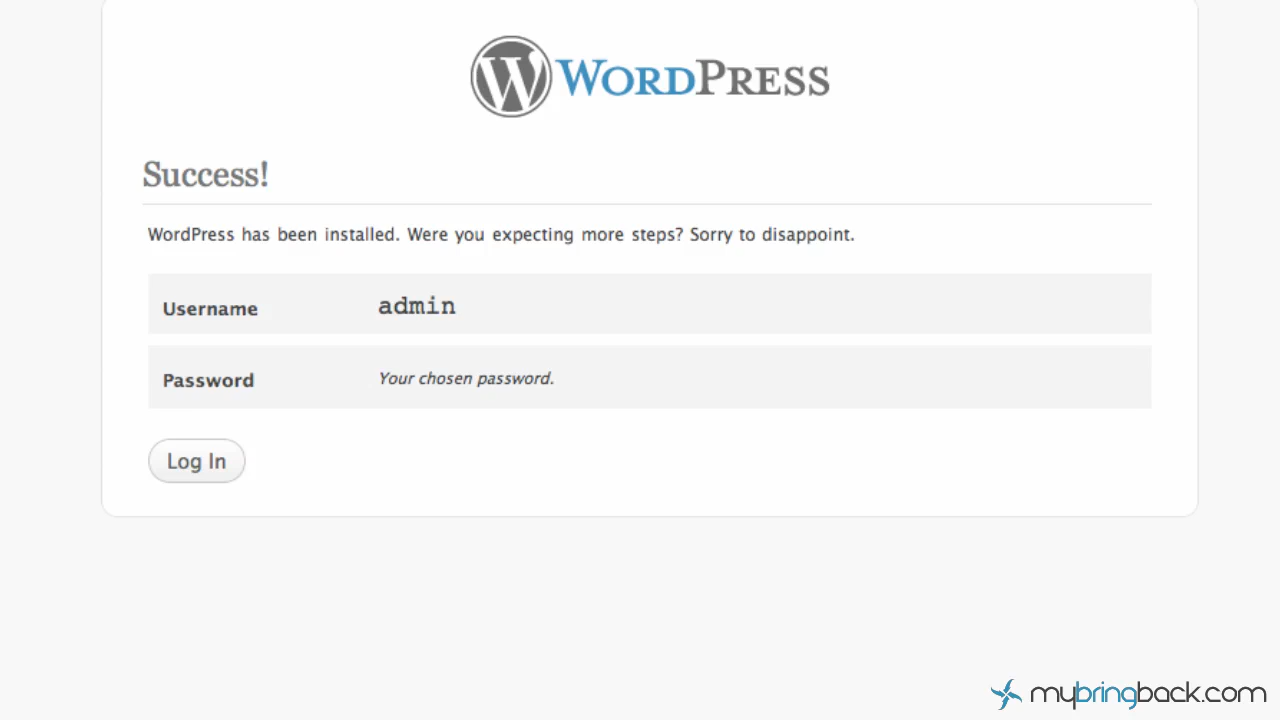 WORDPRESS
Success!
WordPress has been installed. Were you expecting more steps? Sorry to disappoint.
Username admin
Password Your chosen password.
Log In
mybringback.com